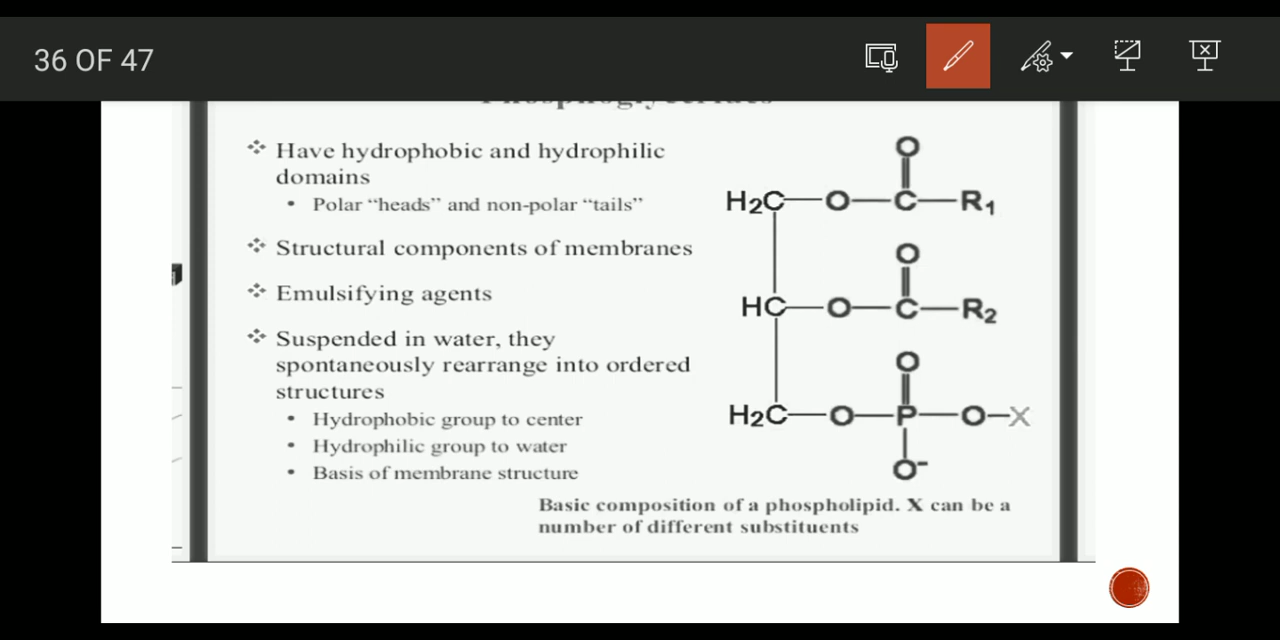 36 OF 47
Phosphoglycerides
Have hydrophobic and hydrophilic
domains
Polar “heads” and non-polar “tails”
Structural components of membranes
Emulsifying agents
Suspended in water, they
spontaneously rearrange into ordered
structures
Hydrophobic group to center
Hydrophilic group to water
Basis of membrane structure
O
H₂C—O—C—R₁
O
HC—O—C—R₂
O
H₂C—O—P—O—X
O⁻
Basic composition of a phospholipid. X can be a
number of different substituents